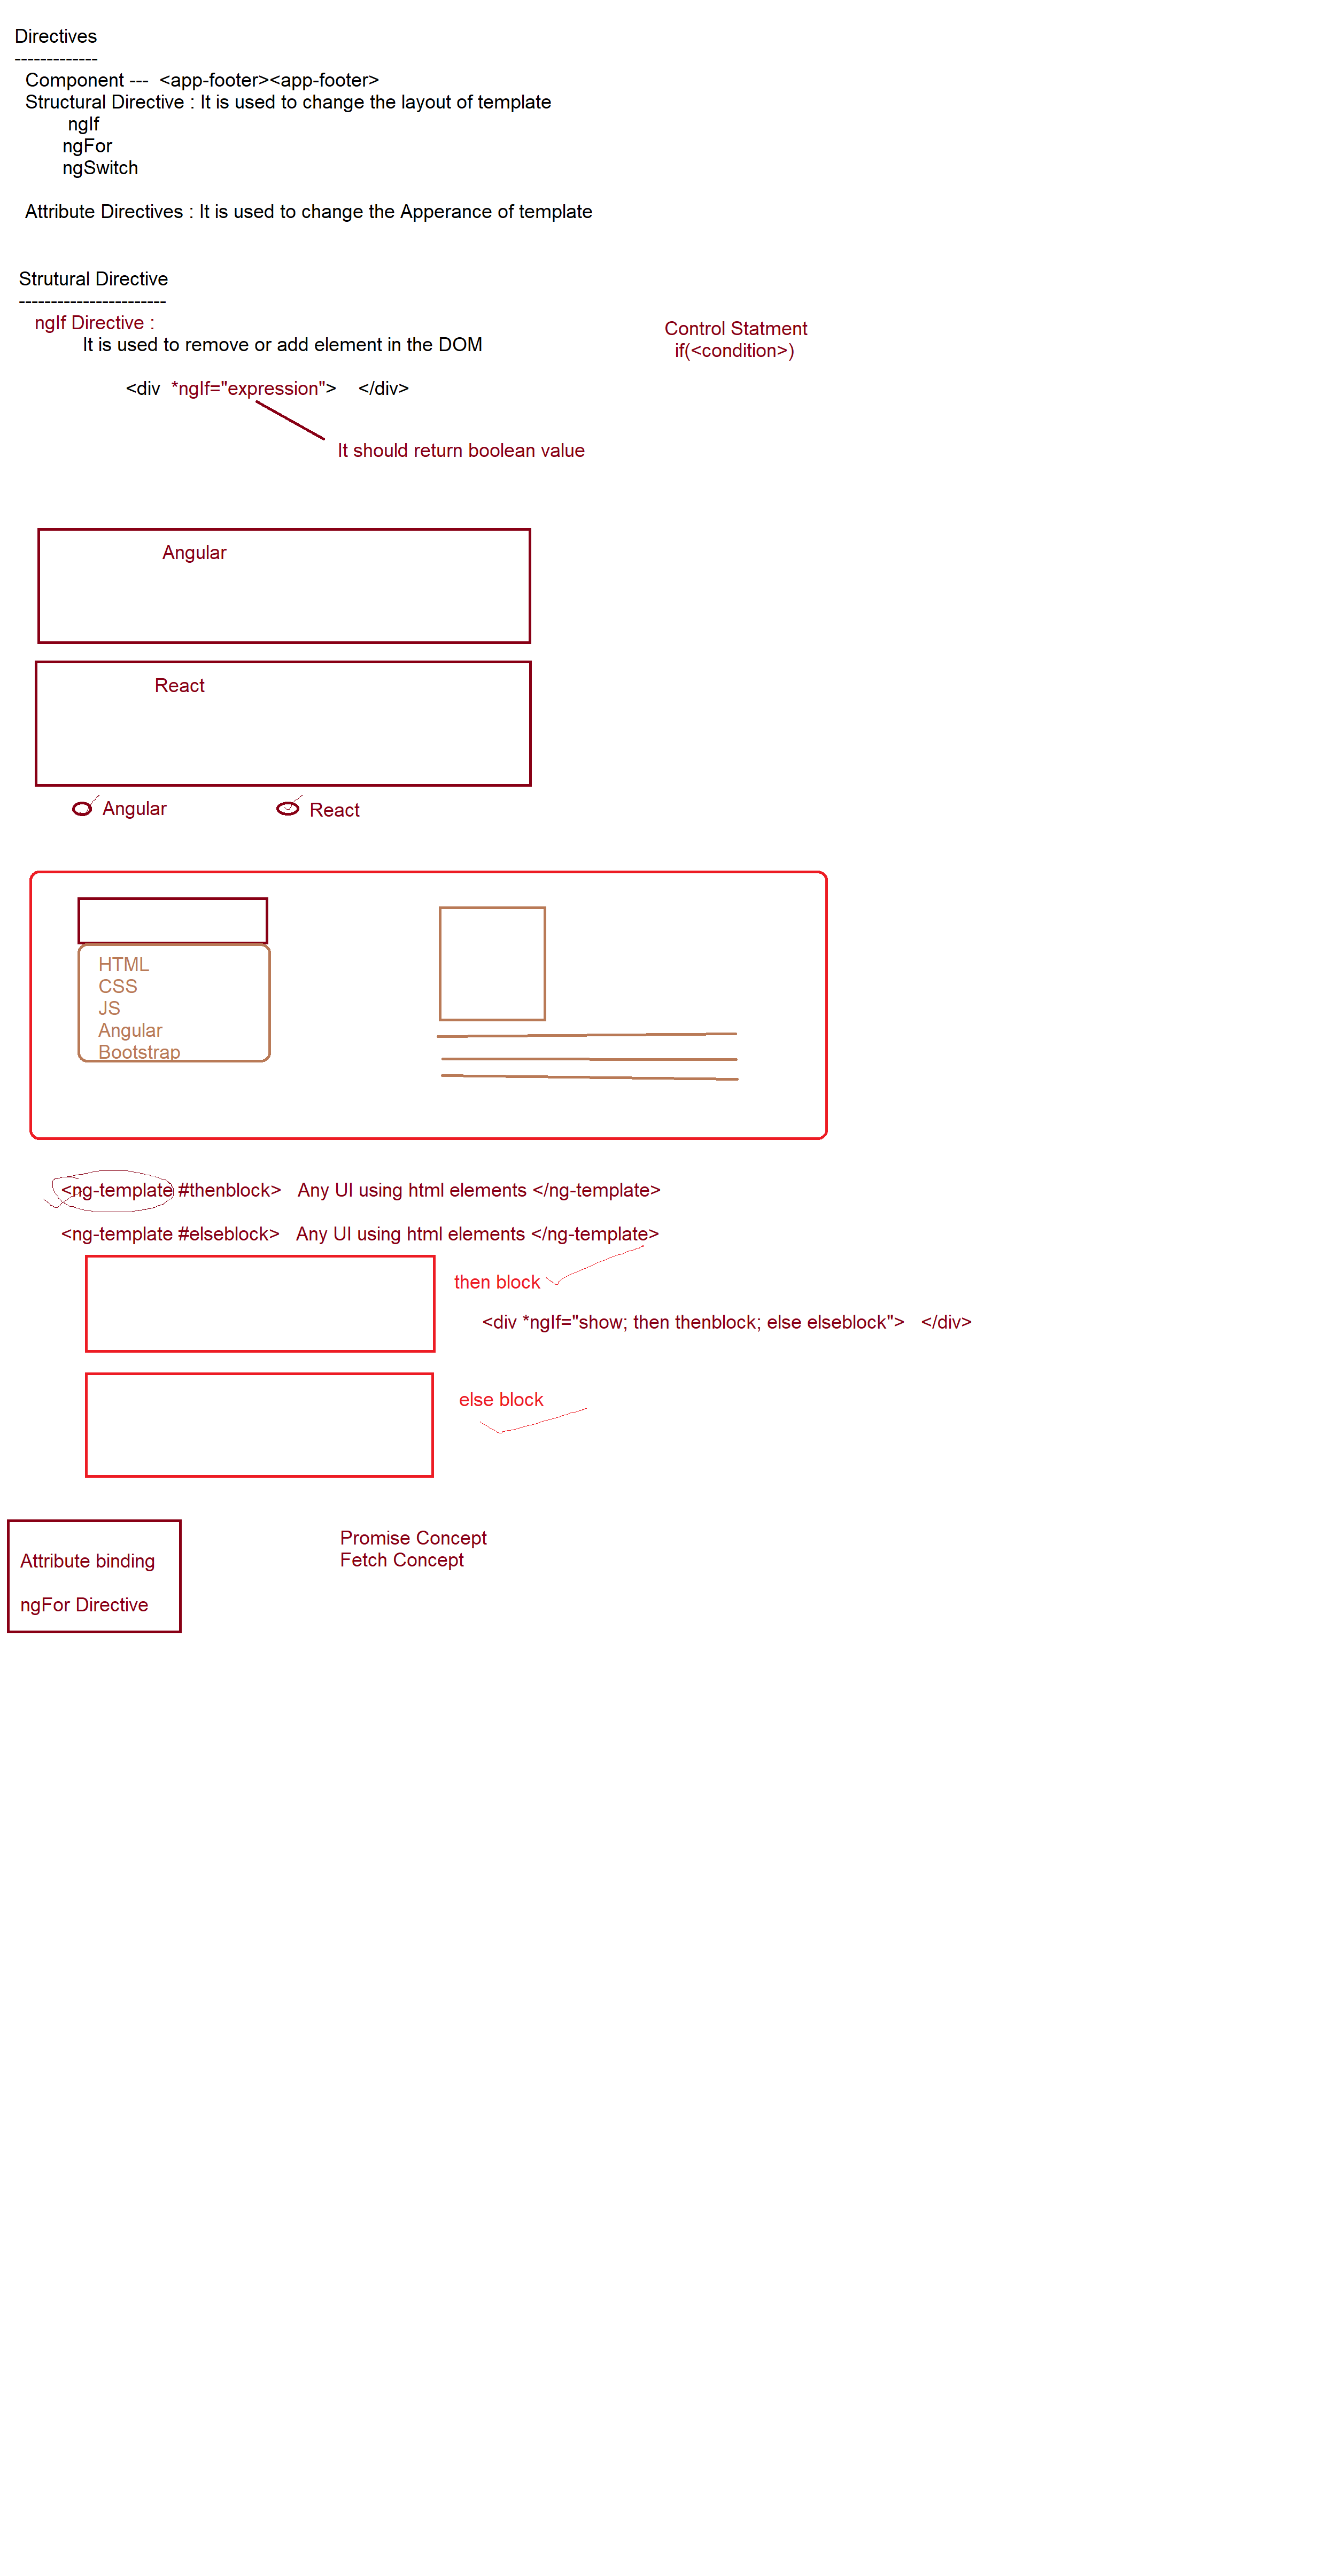 Directives
-------------
Component ---  <app-footer><app-footer>
Structural Directive : It is used to change the layout of template
ngIf
ngFor
ngSwitch
Attribute Directives : It is used to change the Apperance of template
Strutural Directive
-----------------------
ngIf Directive :
Control Statment
It is used to remove or add element in the DOM
if(<condition>)
<div  *ngIf="expression">    </div>
It should return boolean value
Angular
React
Angular
React
HTML
CSS
JS
Angular
Bootstrap
<ng-template #thenblock>   Any UI using html elements </ng-template>
<ng-template #elseblock>   Any UI using html elements </ng-template>
then block
<div *ngIf="show; then thenblock; else elseblock">   </div>
else block
Promise Concept
Fetch Concept
Attribute binding
ngFor Directive